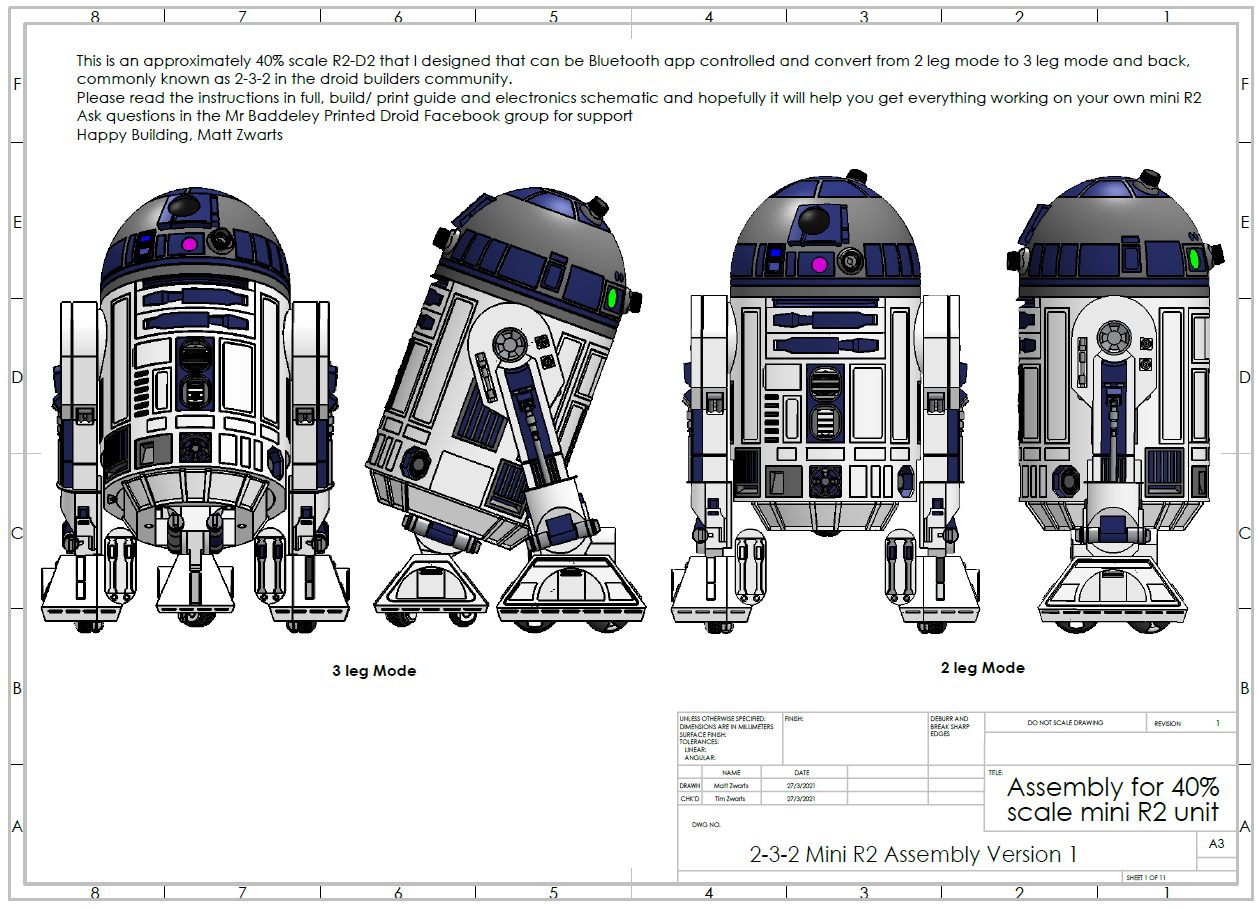 8 7 6 5 4 3 2 1
This is an approximately 40% scale R2-D2 that I designed that can be Bluetooth app controlled and convert from 2 leg mode to 3 leg mode and back,
commonly known as 2-3-2 in the droid builders community.
Please read the instructions in full, build/ print guide and electronics schematic and hopefully it will help you get everything working on your own mini R2
Ask questions in the Mr Baddeley Printed Droid Facebook group for support
Happy Building, Matt Zwarts
F F
E E
D D
C C
B B
A A
3 leg Mode
2 leg Mode
UNLESS OTHERWISE SPECIFIED:
DIMENSIONS ARE IN MILLIMETERS
SURFACE FINISH:
TOLERANCES:
LINEAR:
ANGULAR:
FINISH:
DEBURR AND
BREAK SHARP
EDGES
DO NOT SCALE DRAWING
REVISION 1
NAME DATE
DRAWN Matt Zwarts 27/3/2021
CHK'D Tim Zwarts 27/3/2021
TITLE:
Assembly for 40%
scale mini R2 unit
DWG NO.
2-3-2 Mini R2 Assembly Version 1
A3
SHEET 1 OF 11
8 7 6 5 4 3 2 1